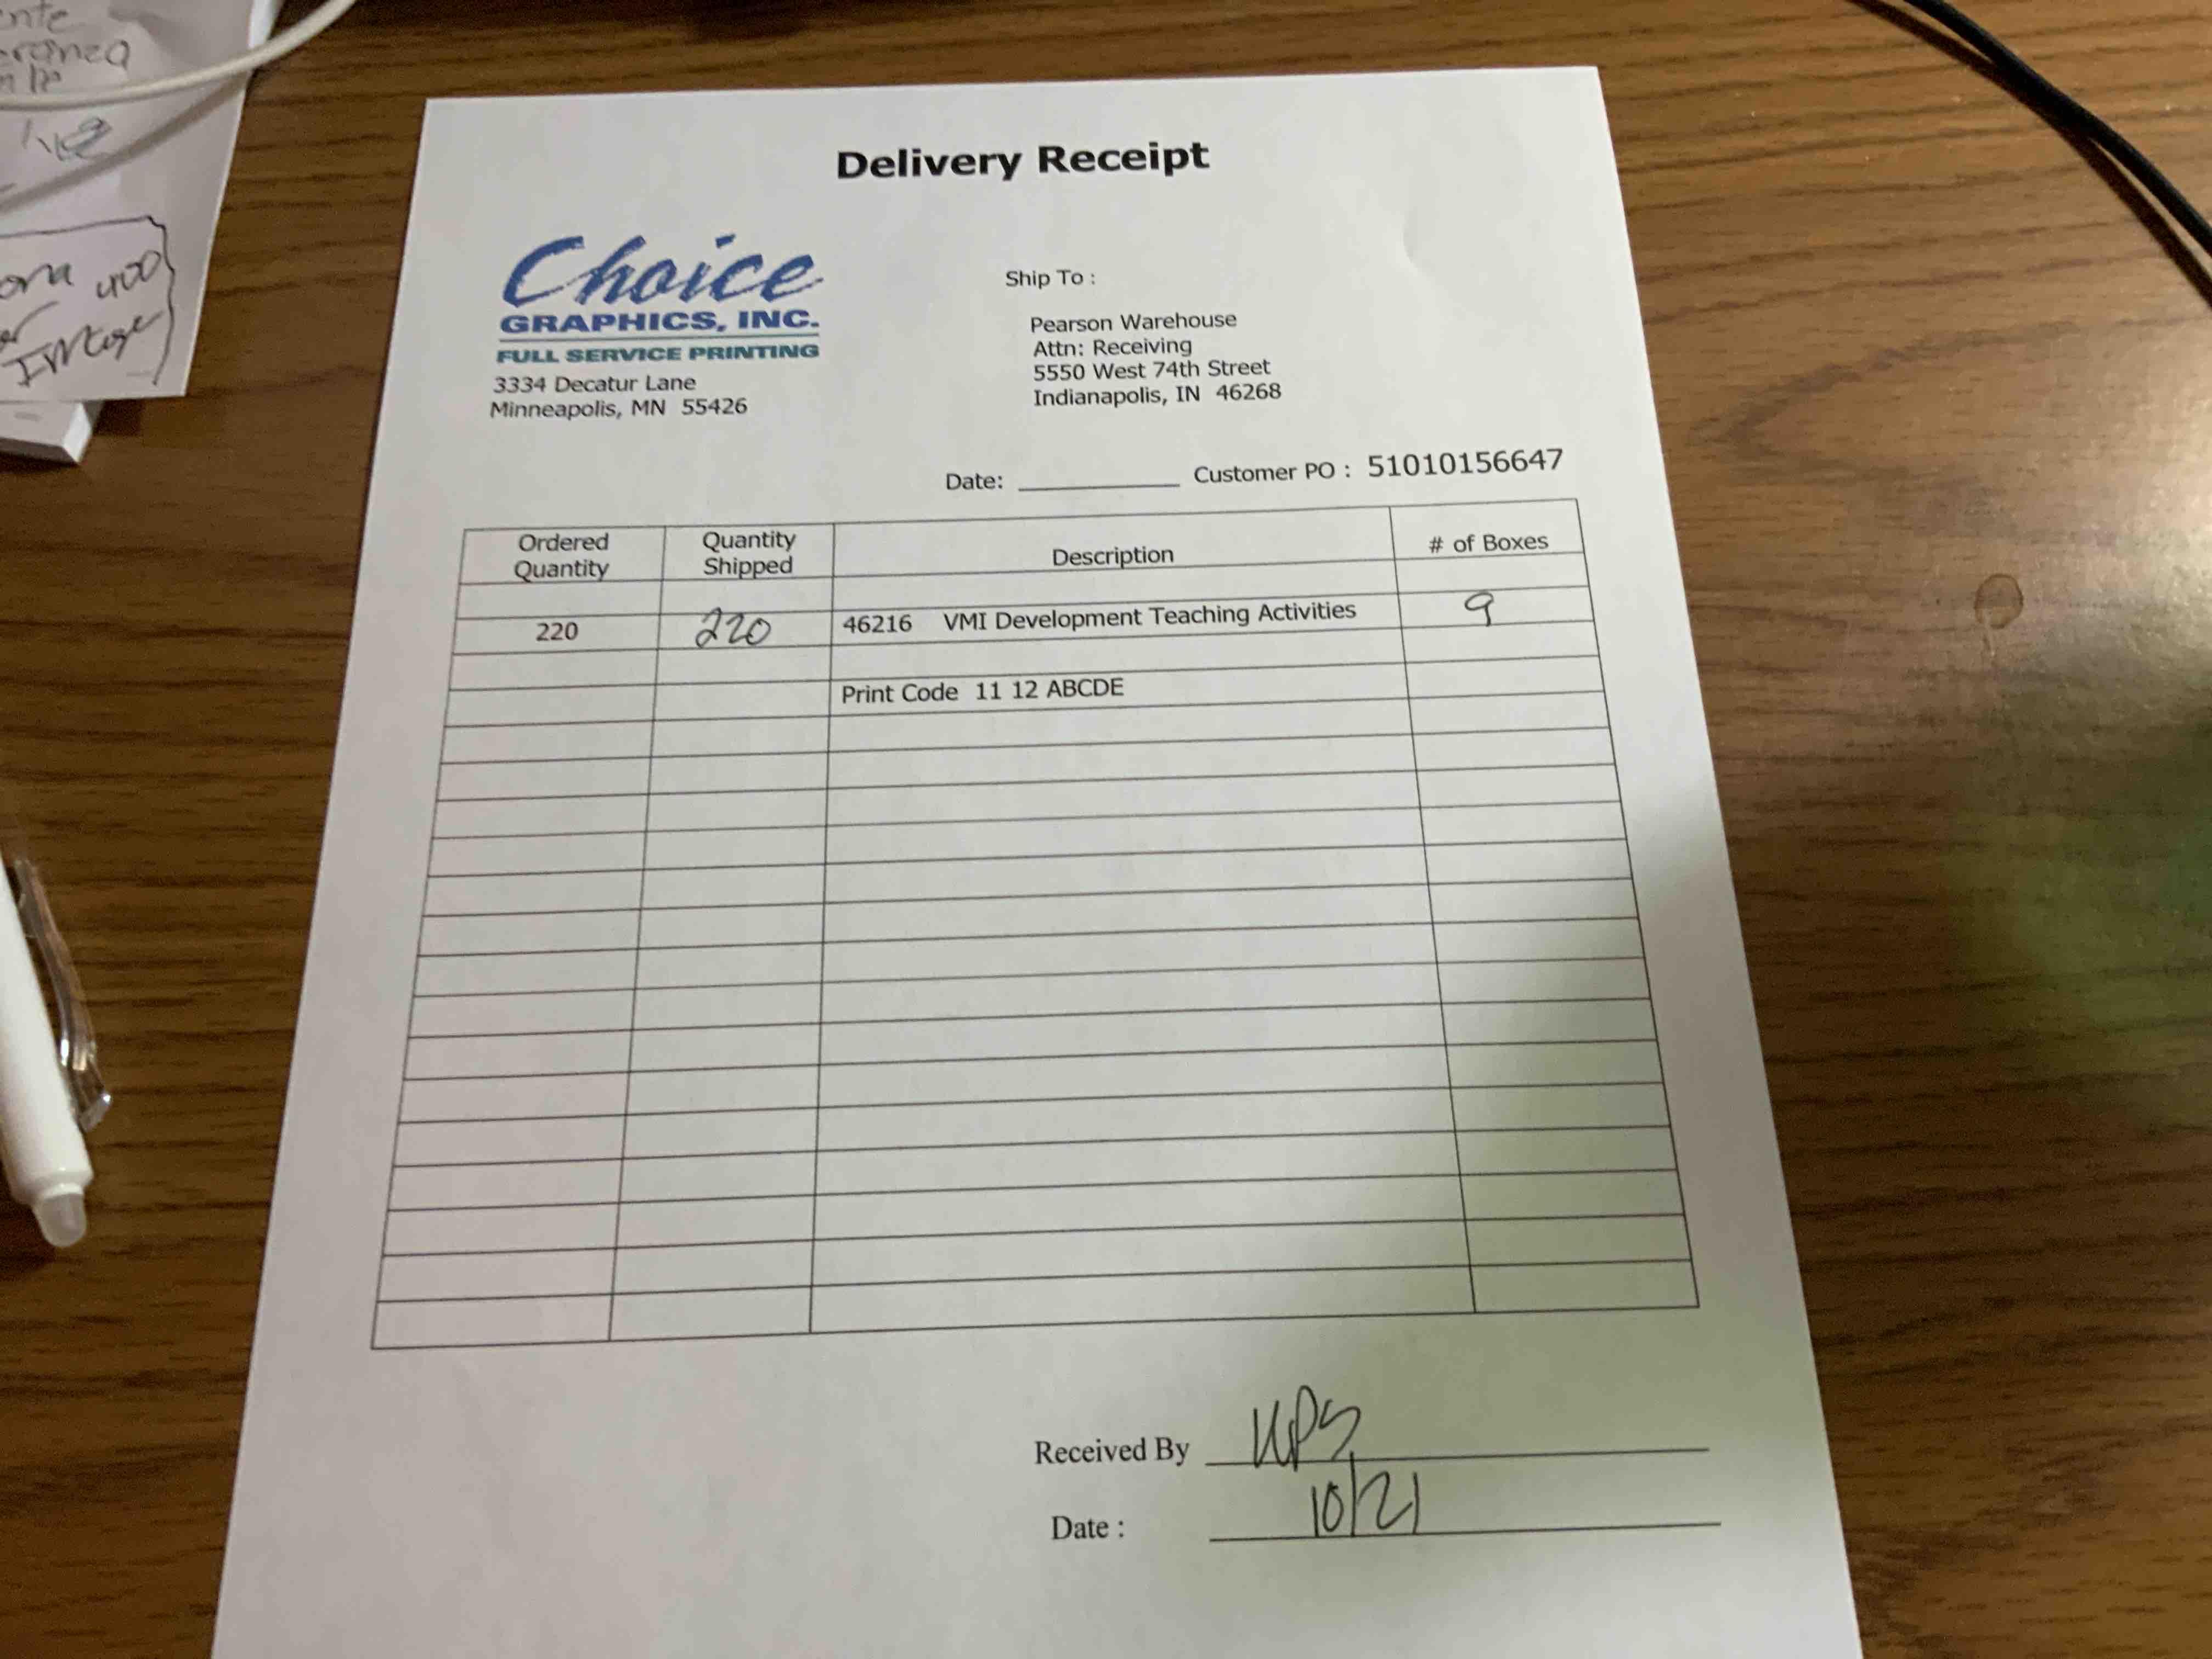 Delivery Receipt
Choice
GRAPHICS, INC.
FULL SERVICE PRINTING
3334 Decatur Lane
Minneapolis, MN 55426
Ship To :
Pearson Warehouse
Attn: Receiving
5550 West 74th Street
Indianapolis, IN 46268
Date: ____________ Customer PO : 51010156647
Ordered Quantity Quantity Shipped Description # of Boxes
220 220 46216 VMI Development Teaching Activities 9
Print Code 11 12 ABCDE
Received By UPS
Date : 10/21
400